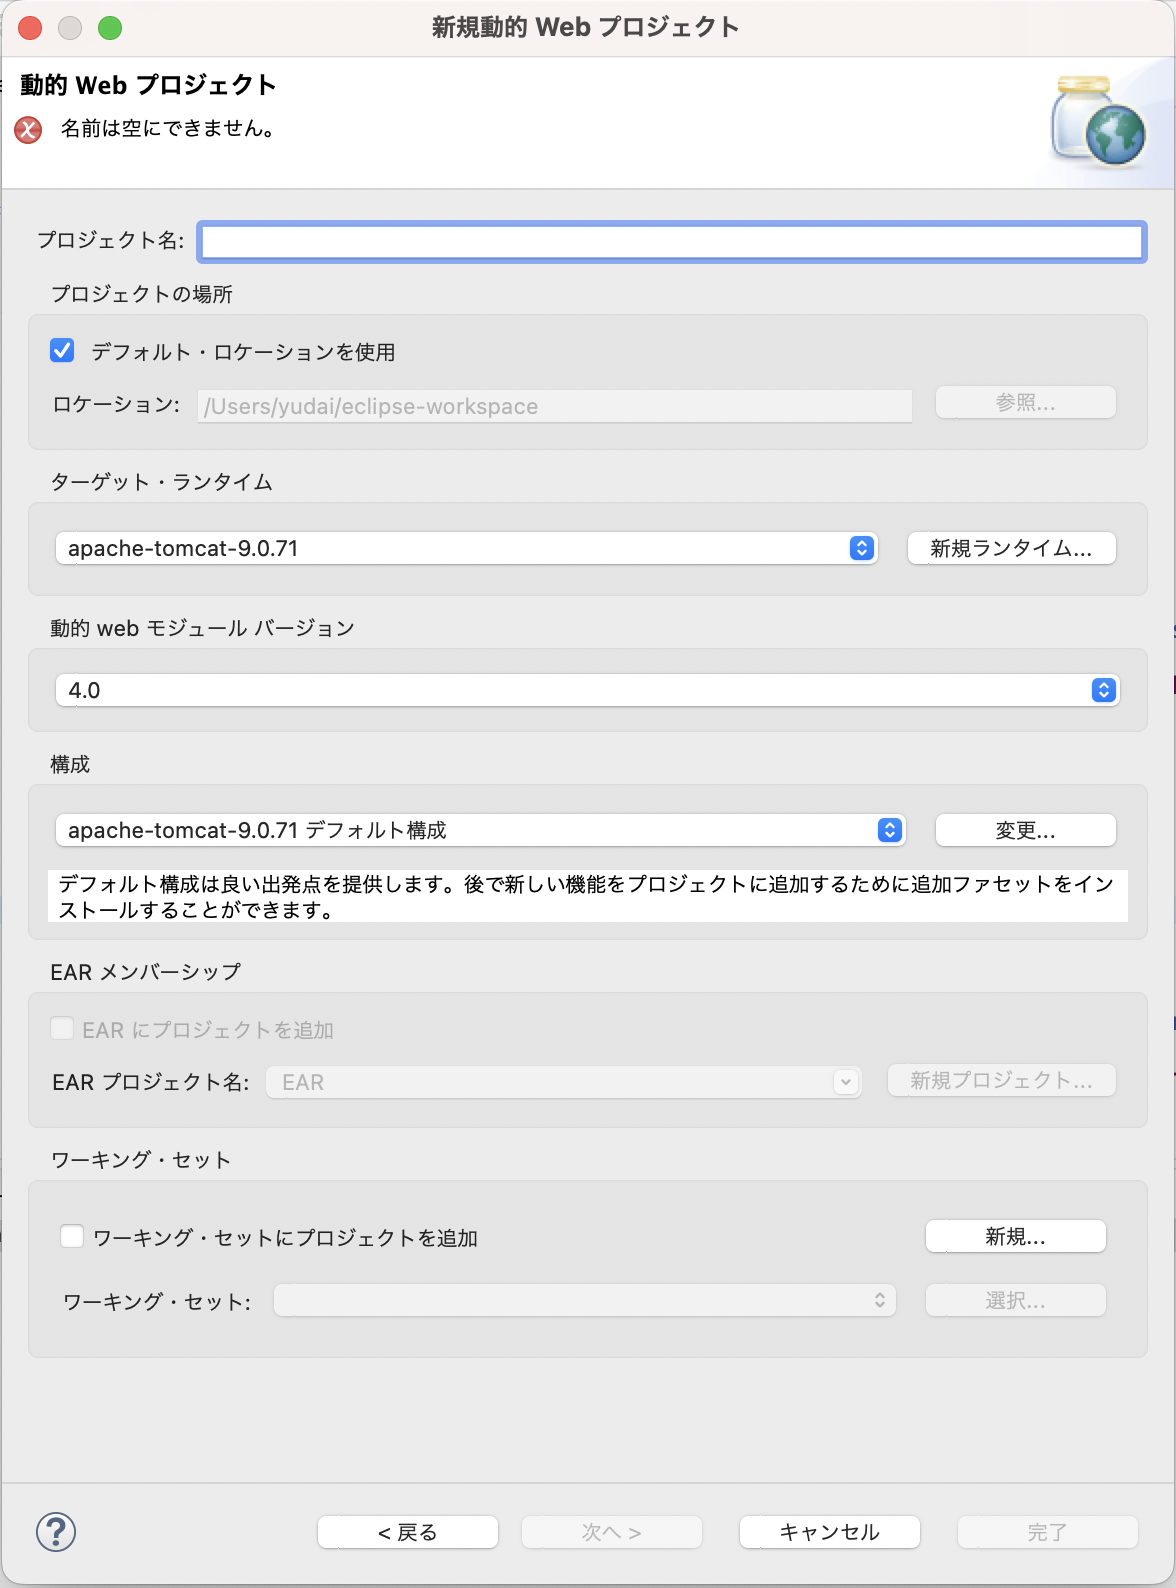 新規動的 Web プロジェクト
動的 Web プロジェクト
名前は空にできません。
プロジェクト名:
プロジェクトの場所
デフォルト・ロケーションを使用
ロケーション: /Users/yudai/eclipse-workspace 参照...
ターゲット・ランタイム
apache-tomcat-9.0.71 新規ランタイム...
動的 web モジュール バージョン
4.0
構成
apache-tomcat-9.0.71 デフォルト構成 変更...
デフォルト構成は良い出発点を提供します。後で新しい機能をプロジェクトに追加するために追加ファセットをイン
ストールすることができます。
EAR メンバーシップ
EAR にプロジェクトを追加
EAR プロジェクト名: EAR 新規プロジェクト...
ワーキング・セット
ワーキング・セットにプロジェクトを追加 新規...
ワーキング・セット: 選択...
? < 戻る 次へ > キャンセル 完了